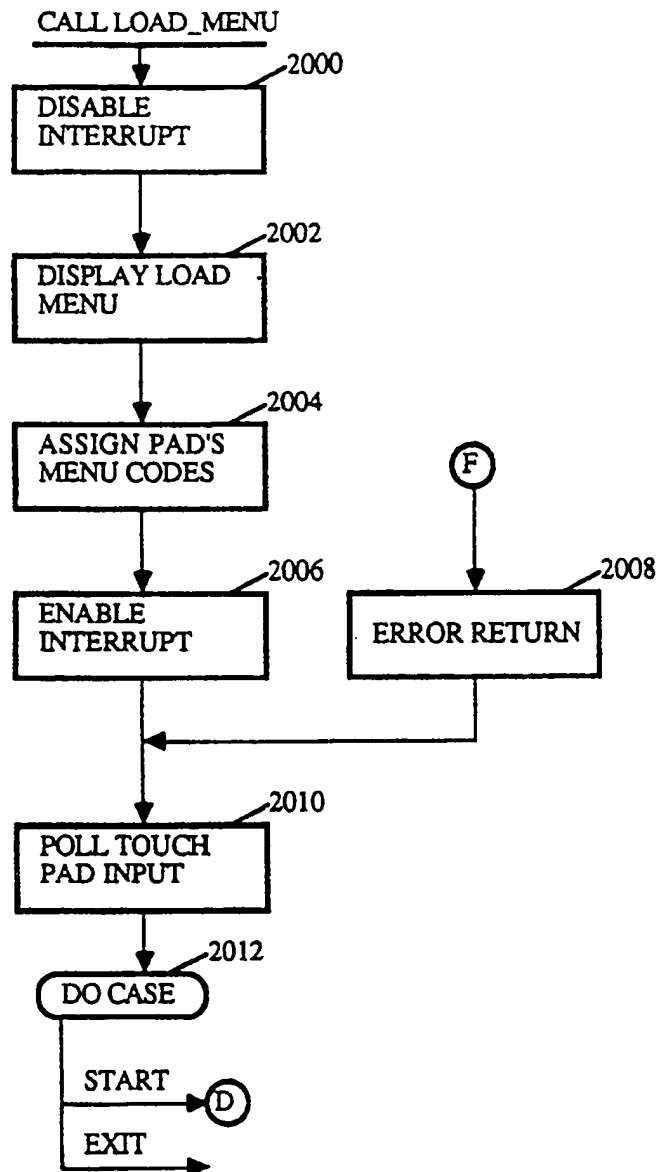 CALL LOAD_MENU
2000
DISABLE
INTERRUPT
2002
DISPLAY LOAD
MENU
2004
ASSIGN PAD'S
MENU CODES
F
2006
ENABLE
INTERRUPT
2008
ERROR RETURN
2010
POLL TOUCH
PAD INPUT
2012
DO CASE
START
D
EXIT